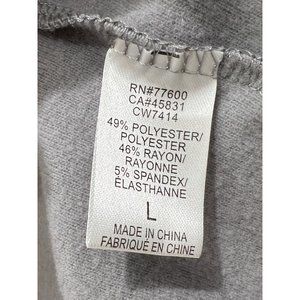 RN#77600
CA#45831
CW7414
49% POLYESTER/
POLYESTER
46% RAYON/
RAYONNE
5% SPANDEX/
ÉLASTHANNE
L
MADE IN CHINA
FABRIQUÉ EN CHINE